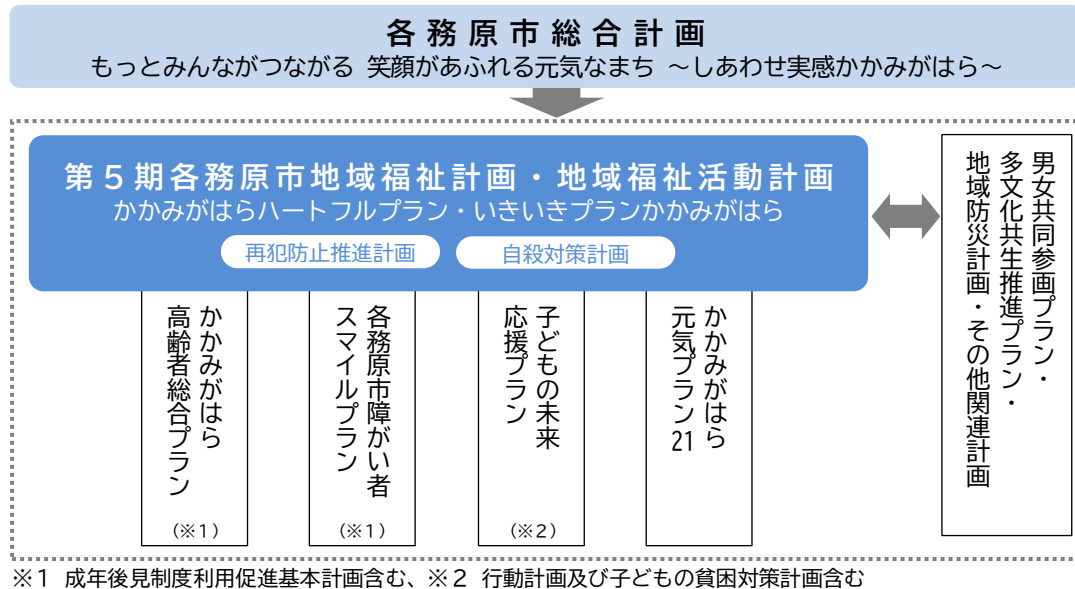 各務原市総合計画
もっとみんながつながる 笑顔があふれる元気なまち ～しあわせ実感かかみがはら～
第５期各務原市地域福祉計画・地域福祉活動計画
かかみがはらハートフルプラン・いきいきプランかかみがはら
再犯防止推進計画
自殺対策計画
かかみがはら
高齢者総合プラン
（※１）
各務原市障がい者
スマイルプラン
（※１）
子どもの未来
応援プラン
（※２）
かかみがはら
元気プラン21
男女共同参画プラン・
多文化共生推進プラン・
地域防災計画・その他関連計画
※１ 成年後見制度利用促進基本計画含む、※２ 行動計画及び子どもの貧困対策計画含む